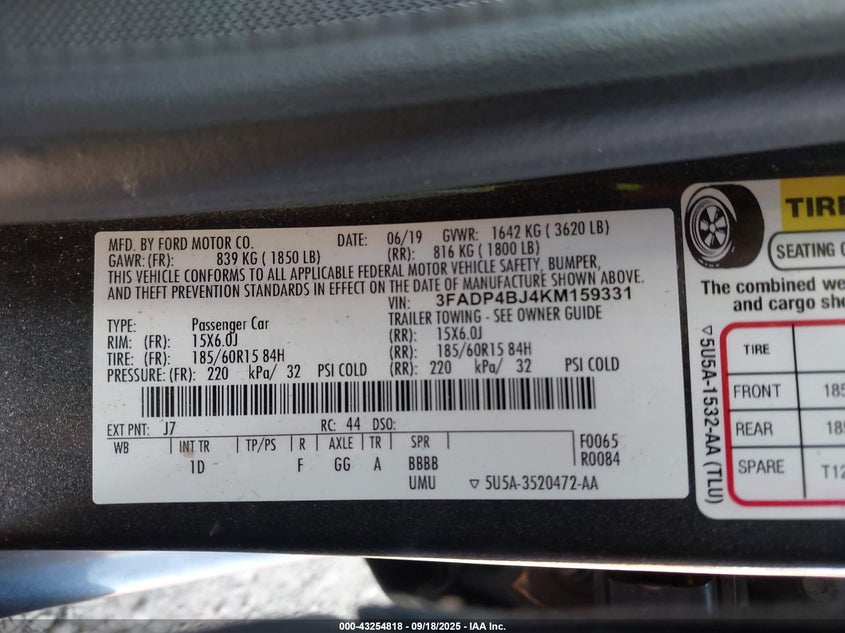 MFD. BY FORD MOTOR CO. DATE: 06/19 GVWR: 1642 KG ( 3620 LB)
GAWR: (FR) 839 KG ( 1850 LB) (RR): 816 KG ( 1800 LB)
THIS VEHICLE CONFORMS TO ALL APPLICABLE FEDERAL MOTOR VEHICLE SAFETY, BUMPER,
AND THEFT PREVENTION STANDARDS IN EFFECT ON THE DATE OF MANUFACTURE SHOWN ABOVE.
VIN: 3FADP4BJ4KM159331
TYPE: Passenger Car TRAILER TOWING - SEE OWNER GUIDE
RIM: (FR): 15X6.0J (RR): 15X6.0J
TIRE: (FR): 185/60R15 84H (RR): 185/60R15 84H
PRESSURE: (FR): 220 kPa/ 32 PSI COLD (RR): 220 kPa/ 32 PSI COLD
EXT PNT: J7 RC: 44 DSO:
WB INT TR TP/PS R AXLE TR SPR F0065
1D F GG A BBBB R0084
UMU ▽ 5U5A-3520472-AA
TIRE
SEATING
The combined
and cargo
TIRE
FRONT
REAR
SPARE
▽5U5A-1532-AA (TLU)
000-43254818 - 09/18/2025 - IAA Inc.